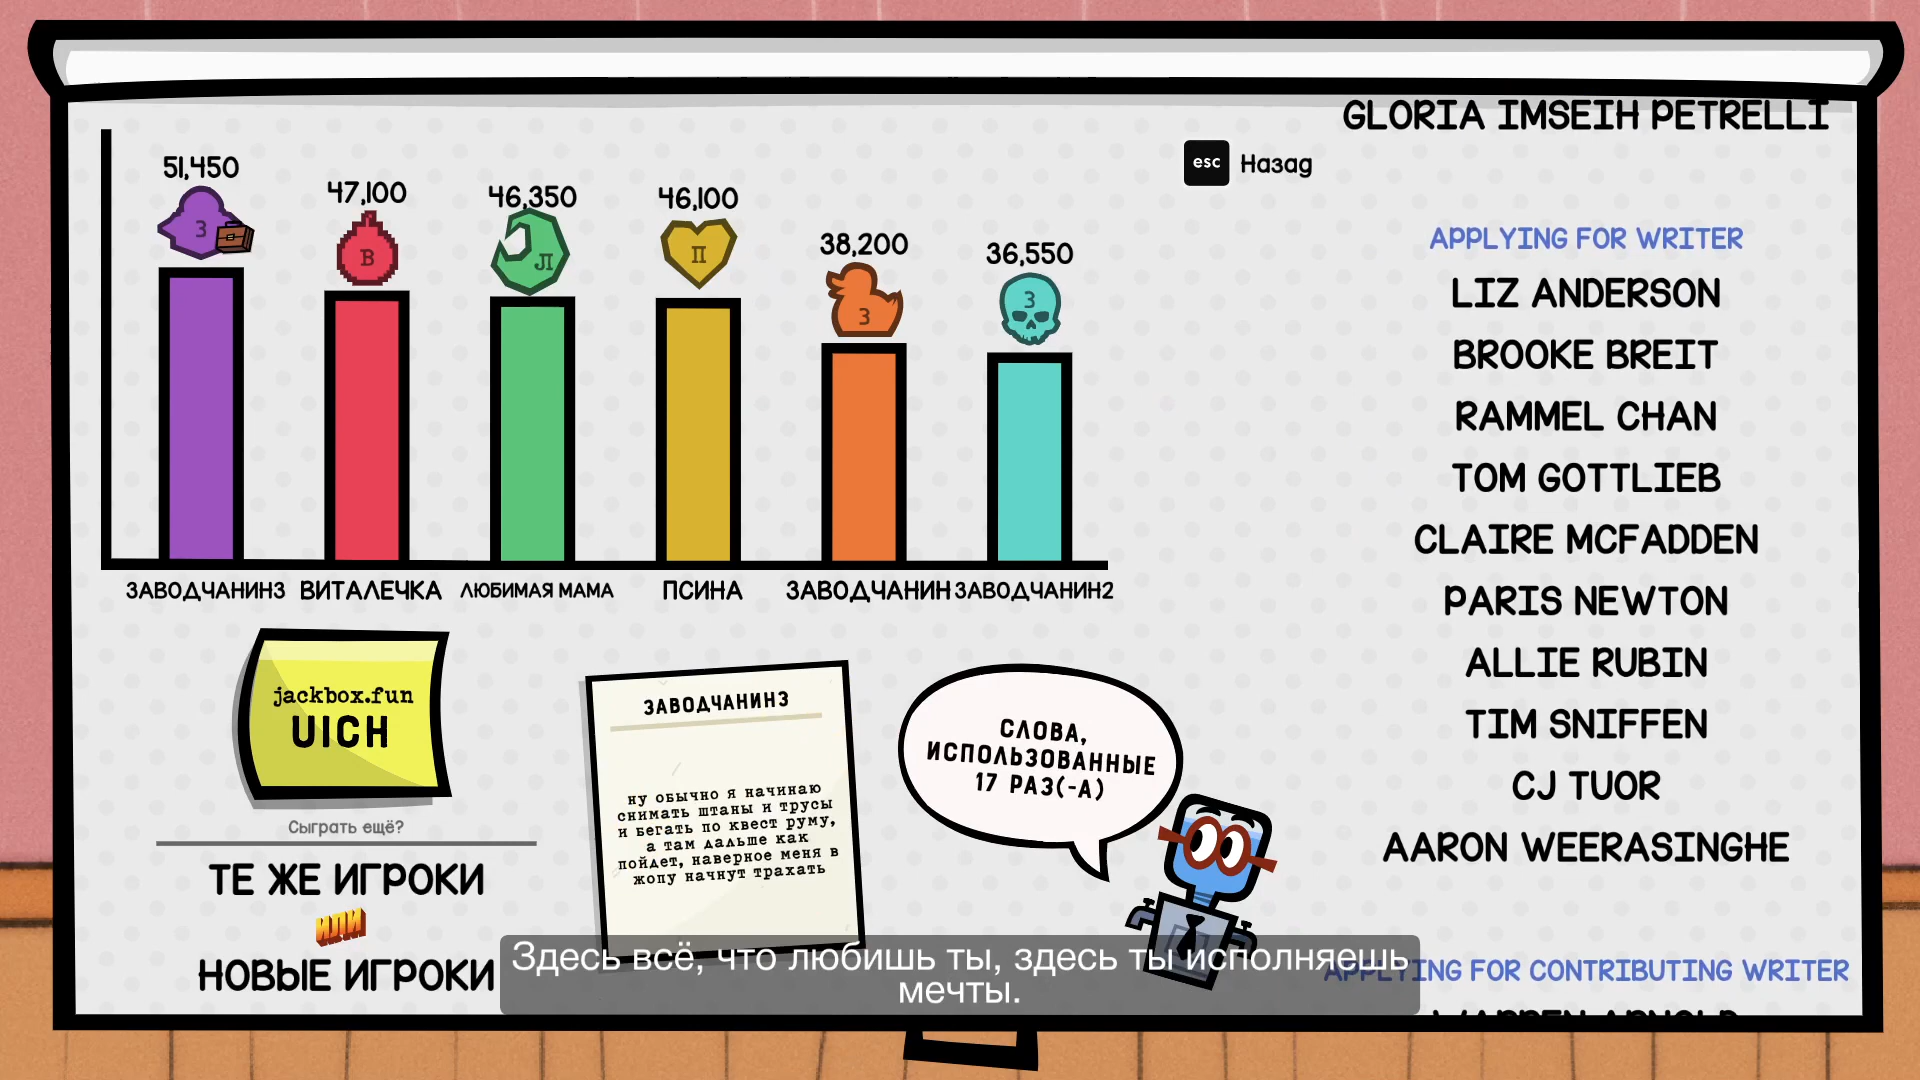 GLORIA IMSEIH PETRELLI
esc Назад
51,450
47,100
46,350
46,100
38,200
36,550
З
В
Л
П
З
З
ЗАВОДЧАНИН3
ВИТАЛЕЧКА
ЛЮБИМАЯ МАМА
ПСИНА
ЗАВОДЧАНИН
ЗАВОДЧАНИН2
jackbox.fun
UICH
Сыграть ещё?
ТЕ ЖЕ ИГРОКИ
ИЛИ
НОВЫЕ ИГРОКИ
ЗАВОДЧАНИН3
ну обычно я начинаю
снимать штаны и трусы
и бегать по квест руму,
а там дальше как
пойдет, наверное меня в
жопу начнут трахать
СЛОВА,
ИСПОЛЬЗОВАННЫЕ
17 РАЗ(-А)
APPLYING FOR WRITER
LIZ ANDERSON
BROOKE BREIT
RAMMEL CHAN
TOM GOTTLIEB
CLAIRE MCFADDEN
PARIS NEWTON
ALLIE RUBIN
TIM SNIFFEN
CJ TUOR
AARON WEERASINGHE
APPLYING FOR CONTRIBUTING WRITER
Здесь всё, что любишь ты, здесь ты исполняешь
мечты.